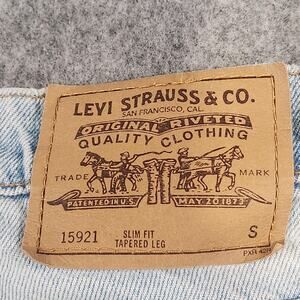 LEVI STRAUSS & CO.
SAN FRANCISCO, CAL.
ORIGINAL RIVETED
QUALITY CLOTHING
TRADE MARK
PATENTED IN U.S. MAY 20 1873
15921 SLIM FIT S
TAPERED LEG